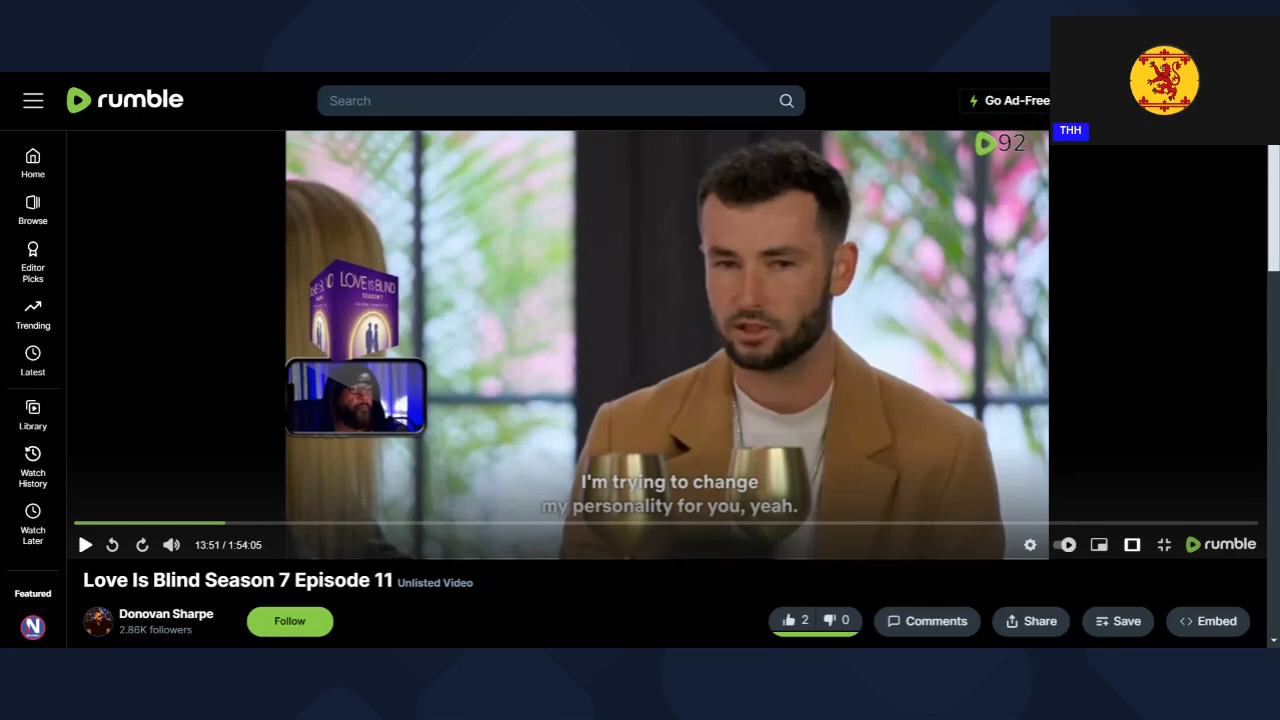 rumble
Search
Go Ad-Free
THH
Home
Browse
Editor
Picks
Trending
Latest
Library
Watch
History
Watch
Later
Featured
N
92
LOVE IS BLIND
I'm trying to change
my personality for you, yeah.
13:51 / 1:54:05
rumble
Love Is Blind Season 7 Episode 11 Unlisted Video
Donovan Sharpe
2.86K followers
Follow
2
0
Comments
Share
Save
Embed